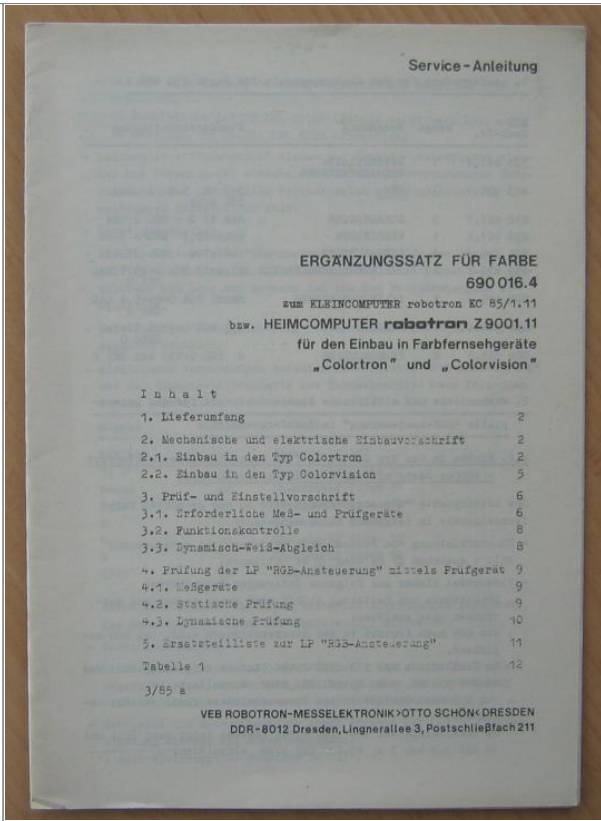 Service-Anleitung
ERGÄNZUNGSSATZ FÜR FARBE
690 016.4
zum KLEINCOMPUTER robotron KC 85/1.11
bzw. HEIMCOMPUTER robotron Z 9001.11
für den Einbau in Farbfernsehgeräte
„Colortron" und „Colorvision"
Inhalt
1. Lieferumfang 2
2. Mechanische und elektrische Einbauvorschrift 2
2.1. Einbau in den Typ Colortron 2
2.2. Einbau in den Typ Colorvision 5
3. Prüf- und Einstellvorschrift 6
3.1. Erforderliche Meß- und Prüfgeräte 6
3.2. Funktionskontrolle 8
3.3. Dynamisch-Weiß-Abgleich 8
4. Prüfung der LP "RGB-Ansteuerung" mittels Prüfgerät 9
4.1. Meßgeräte 9
4.2. Statische Prüfung 9
4.3. Dynamische Prüfung 10
5. Ersatzteilliste zur LP "RGB-Ansteuerung" 11
Tabelle 1 12
3/85 a
VEB ROBOTRON-MESSELEKTRONIK >OTTO SCHÖN< DRESDEN
DDR-8012 Dresden, Lingnerallee 3, Postschließfach 211